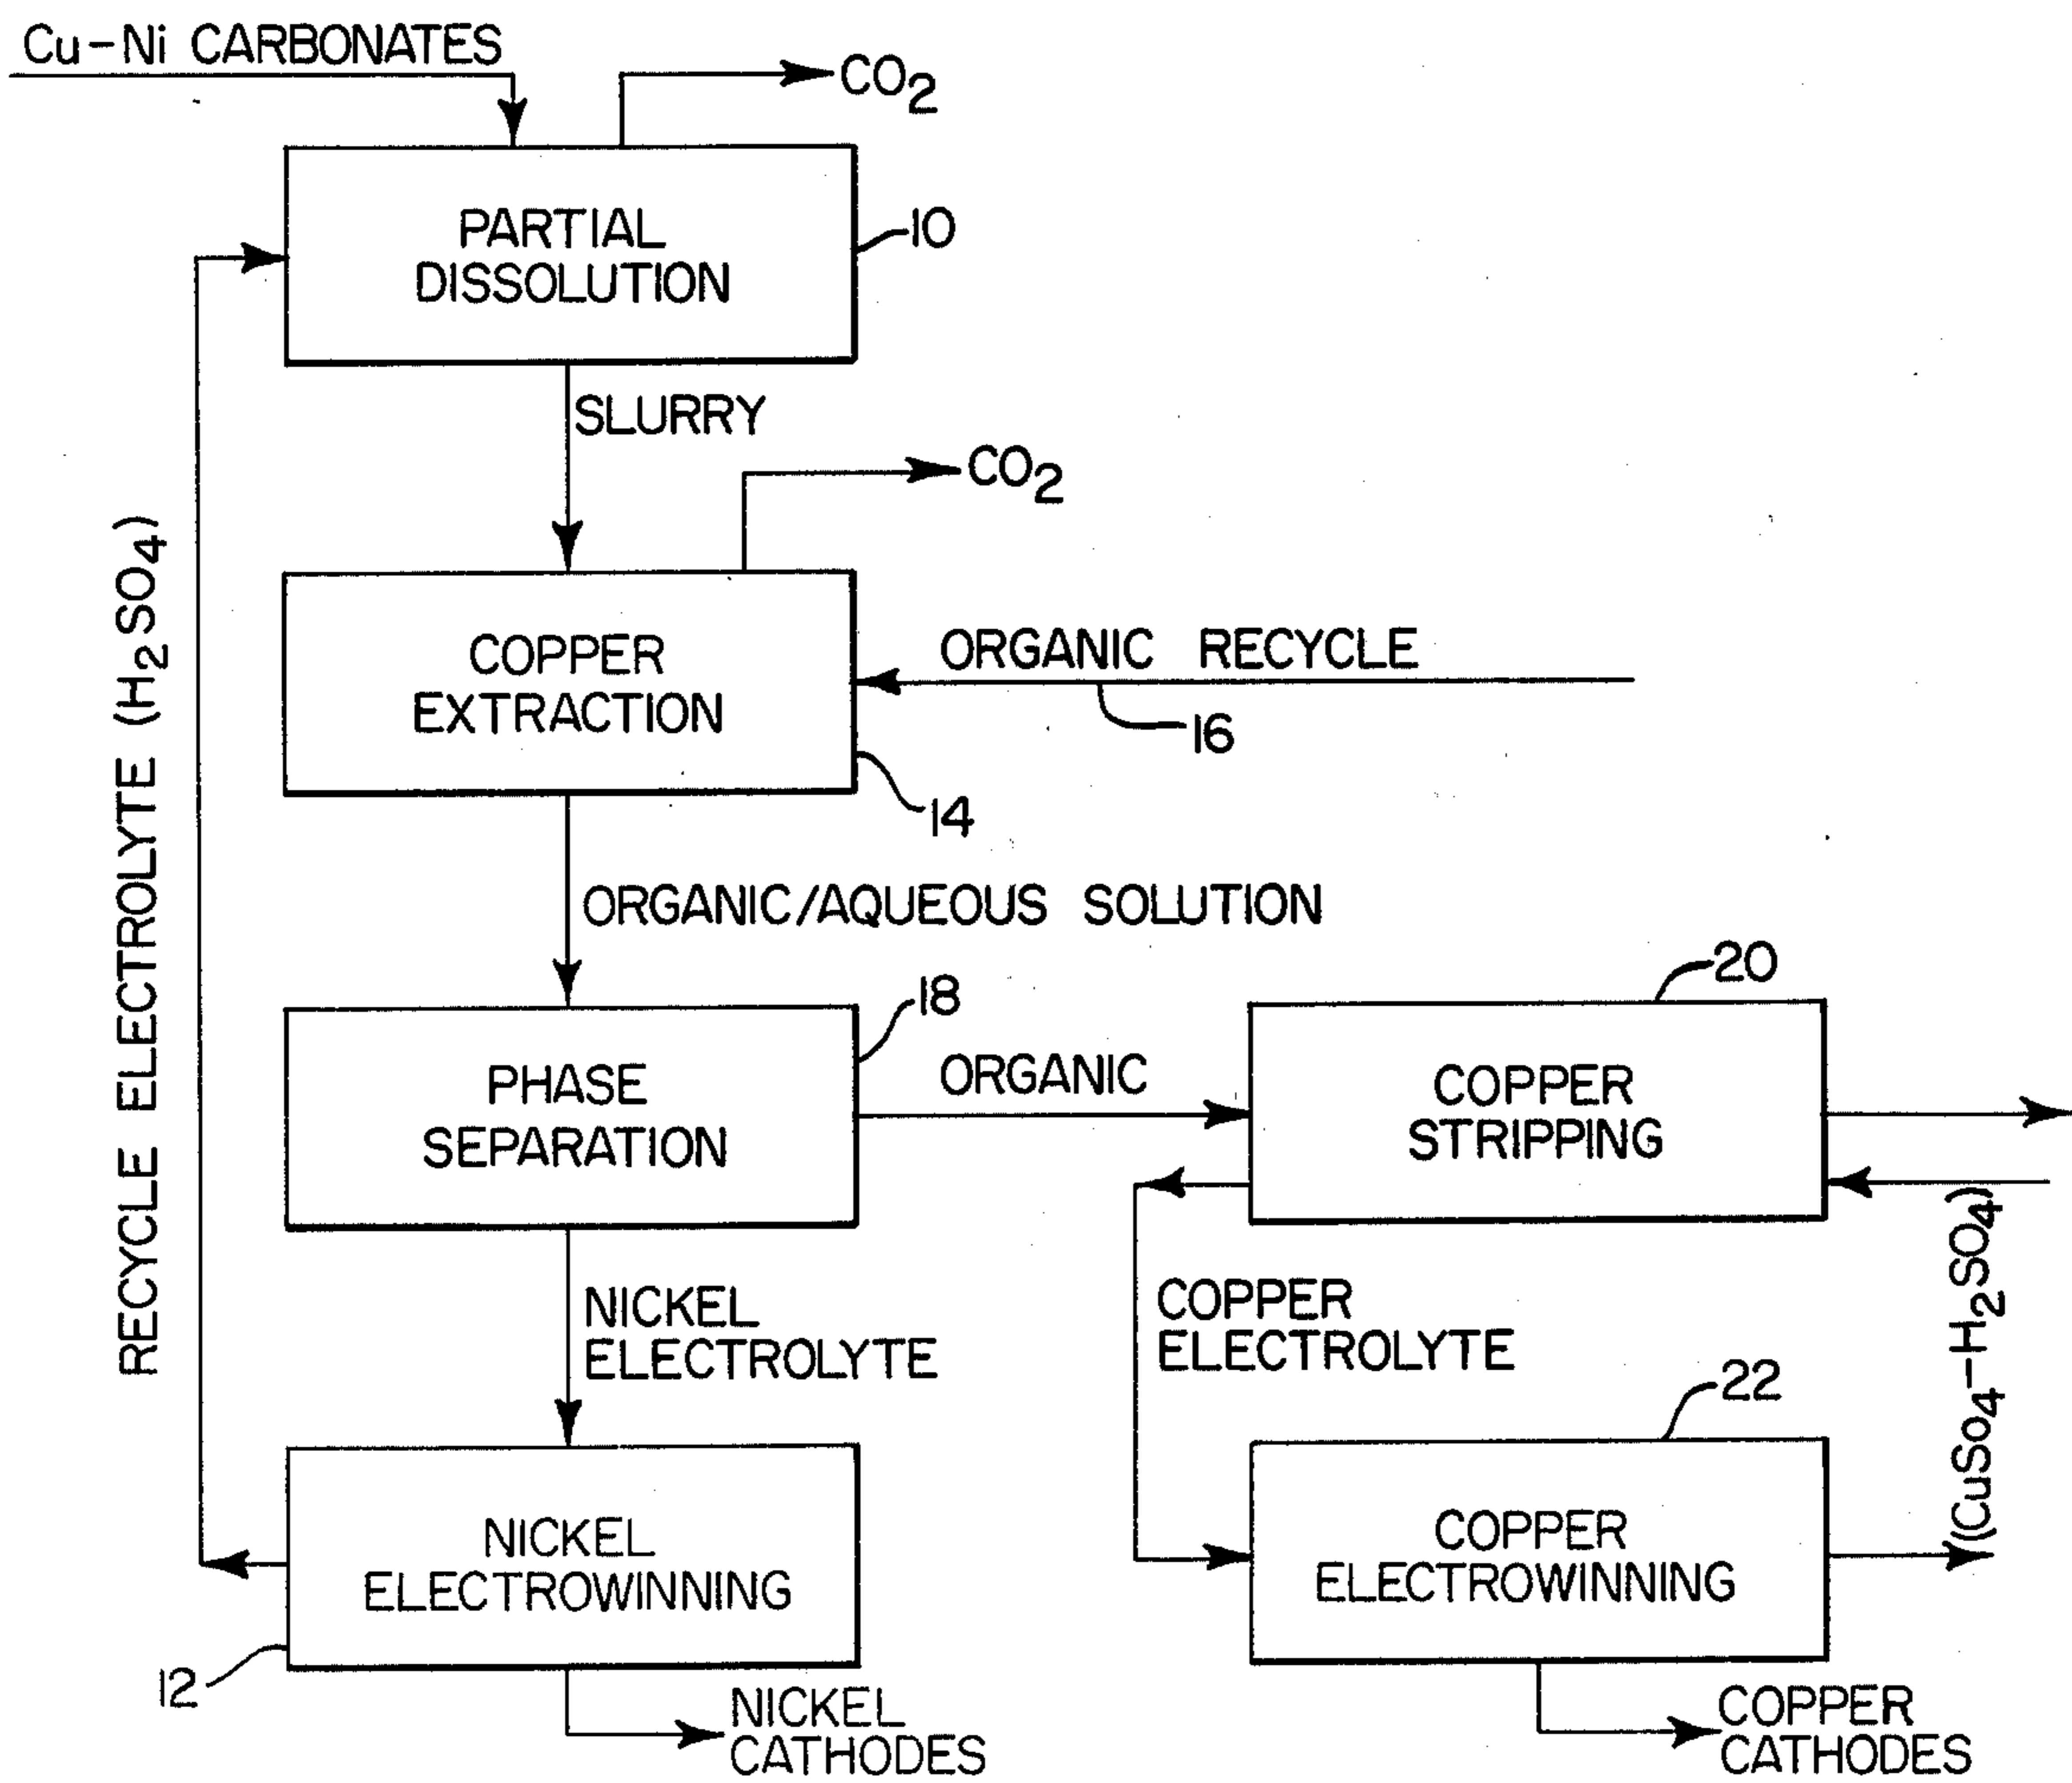 Cu-Ni CARBONATES
CO2
PARTIAL
DISSOLUTION
10
SLURRY
CO2
COPPER
EXTRACTION
ORGANIC RECYCLE
16
14
RECYCLE ELECTROLYTE (H2SO4)
ORGANIC/AQUEOUS SOLUTION
18
20
PHASE
SEPARATION
ORGANIC
COPPER
STRIPPING
NICKEL
ELECTROLYTE
COPPER
ELECTROLYTE
(CuSo4-H2SO4)
22
NICKEL
ELECTROWINNING
12
COPPER
ELECTROWINNING
NICKEL
CATHODES
COPPER
CATHODES